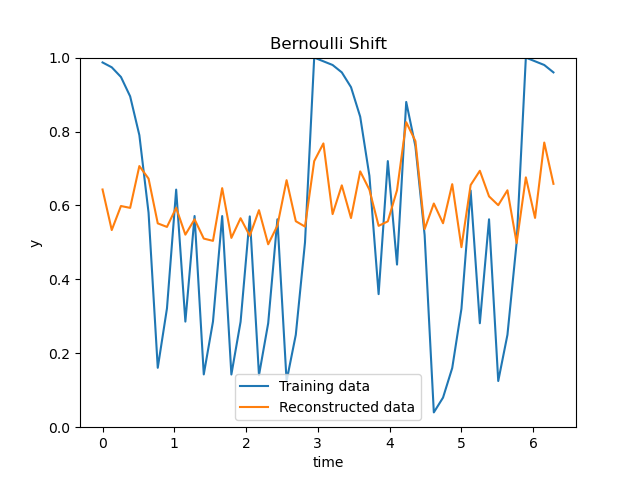 Bernoulli Shift
1.0
0.8
0.6
0.4
0.2
0.0
y
0 1 2 3 4 5 6
time
Training data
Reconstructed data